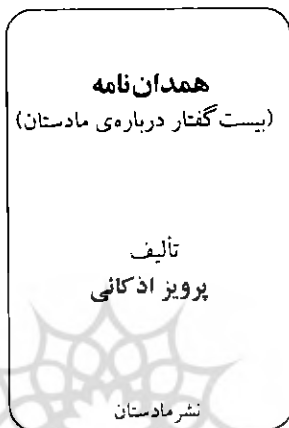 همدان‌نامه
(بیست گفتار درباره‌ی مادستان)
تألیف
پرویز اذکائی
نشر مادستان